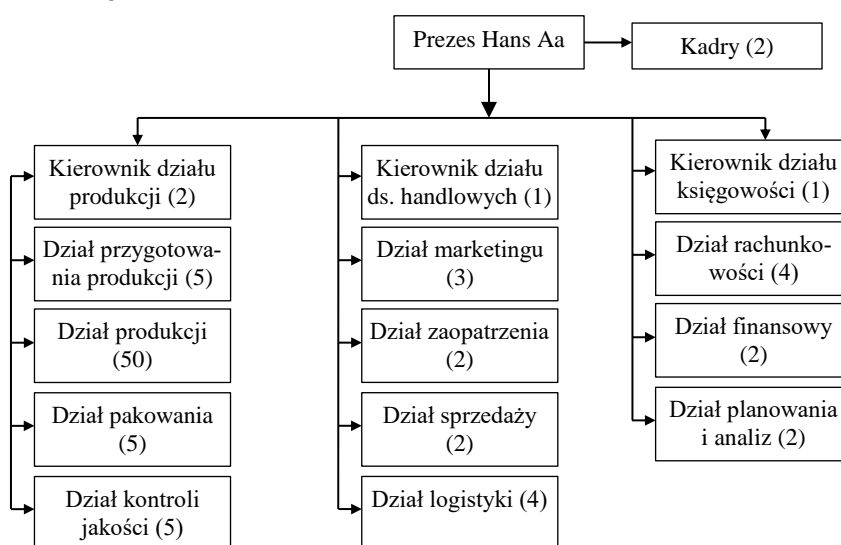 Prezes Hans Aa
Kadry (2)
Kierownik działu
produkcji (2)
Dział przygotowa-
nia produkcji (5)
Dział produkcji
(50)
Dział pakowania
(5)
Dział kontroli
jakości (5)
Kierownik działu
ds. handlowych (1)
Dział marketingu
(3)
Dział zaopatrzenia
(2)
Dział sprzedaży
(2)
Dział logistyki (4)
Kierownik działu
księgowości (1)
Dział rachunko-
wości (4)
Dział finansowy
(2)
Dział planowania
i analiz (2)